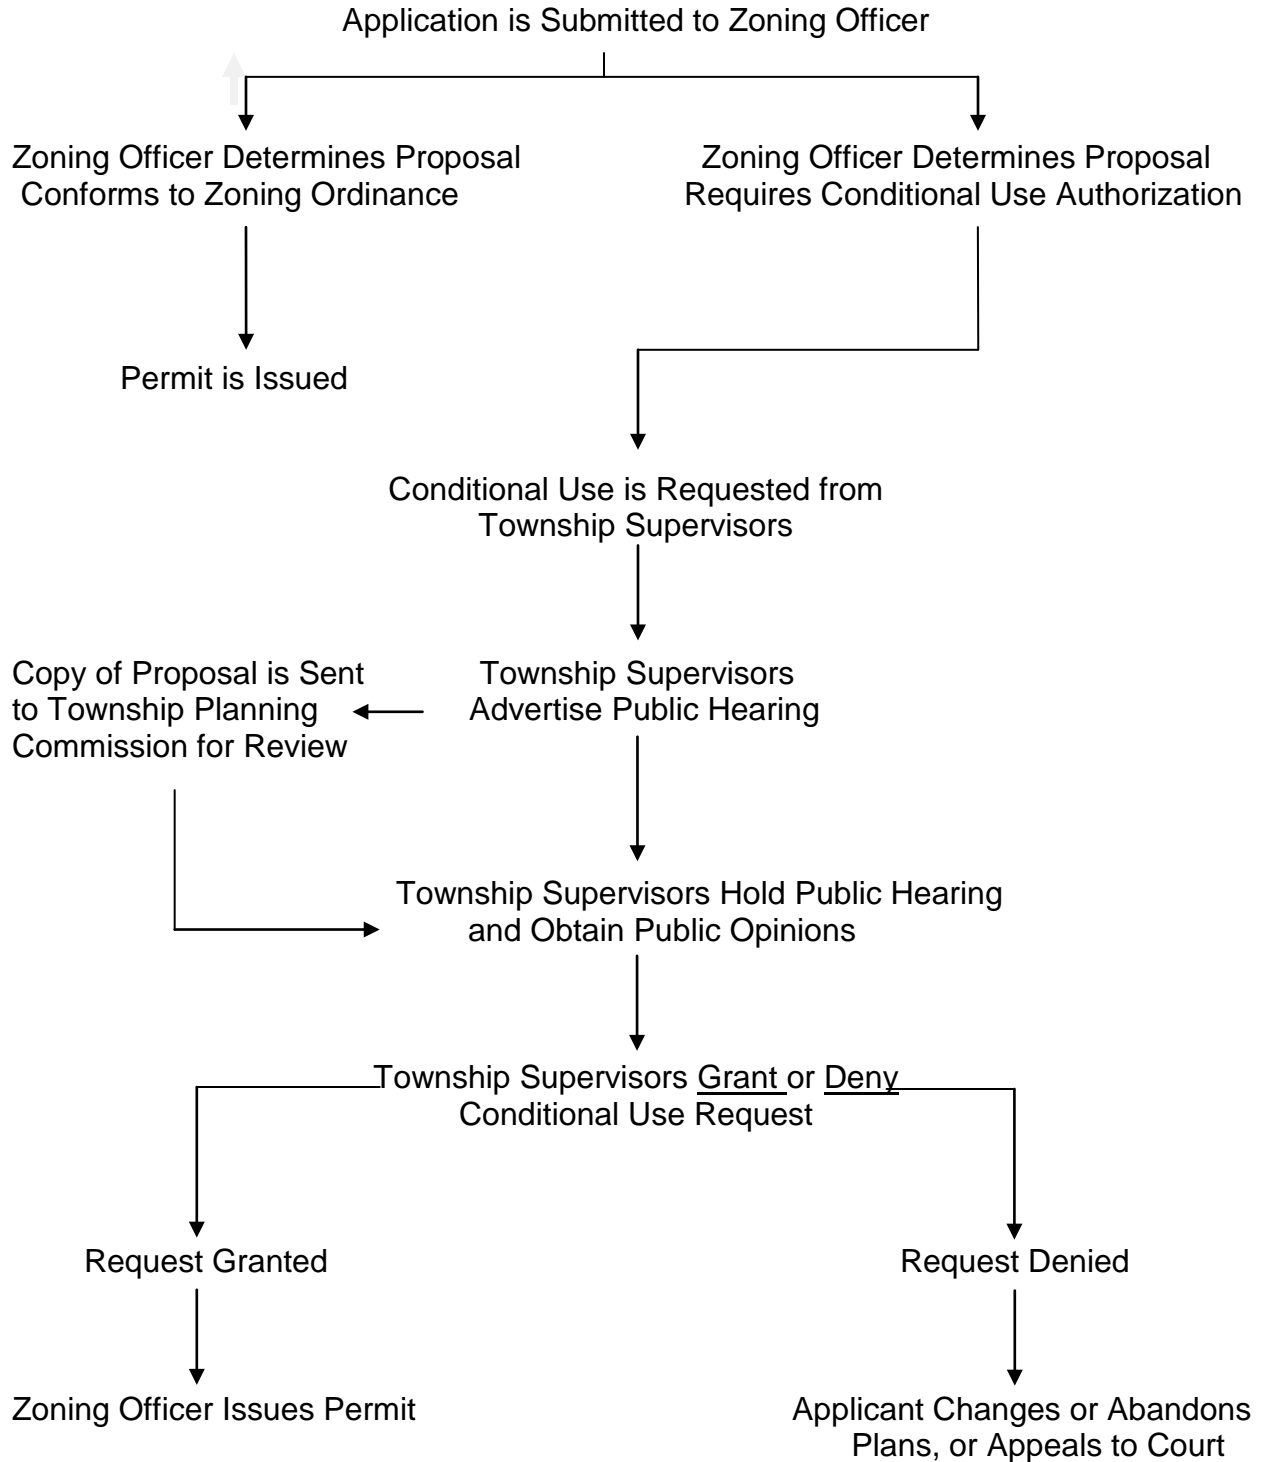 Application is Submitted to Zoning Officer
Zoning Officer Determines Proposal
Conforms to Zoning Ordinance
Zoning Officer Determines Proposal
Requires Conditional Use Authorization
Permit is Issued
Conditional Use is Requested from
Township Supervisors
Township Supervisors
Advertise Public Hearing
Copy of Proposal is Sent
to Township Planning
Commission for Review
Township Supervisors Hold Public Hearing
and Obtain Public Opinions
Township Supervisors Grant or Deny
Conditional Use Request
Request Granted
Request Denied
Zoning Officer Issues Permit
Applicant Changes or Abandons
Plans, or Appeals to Court